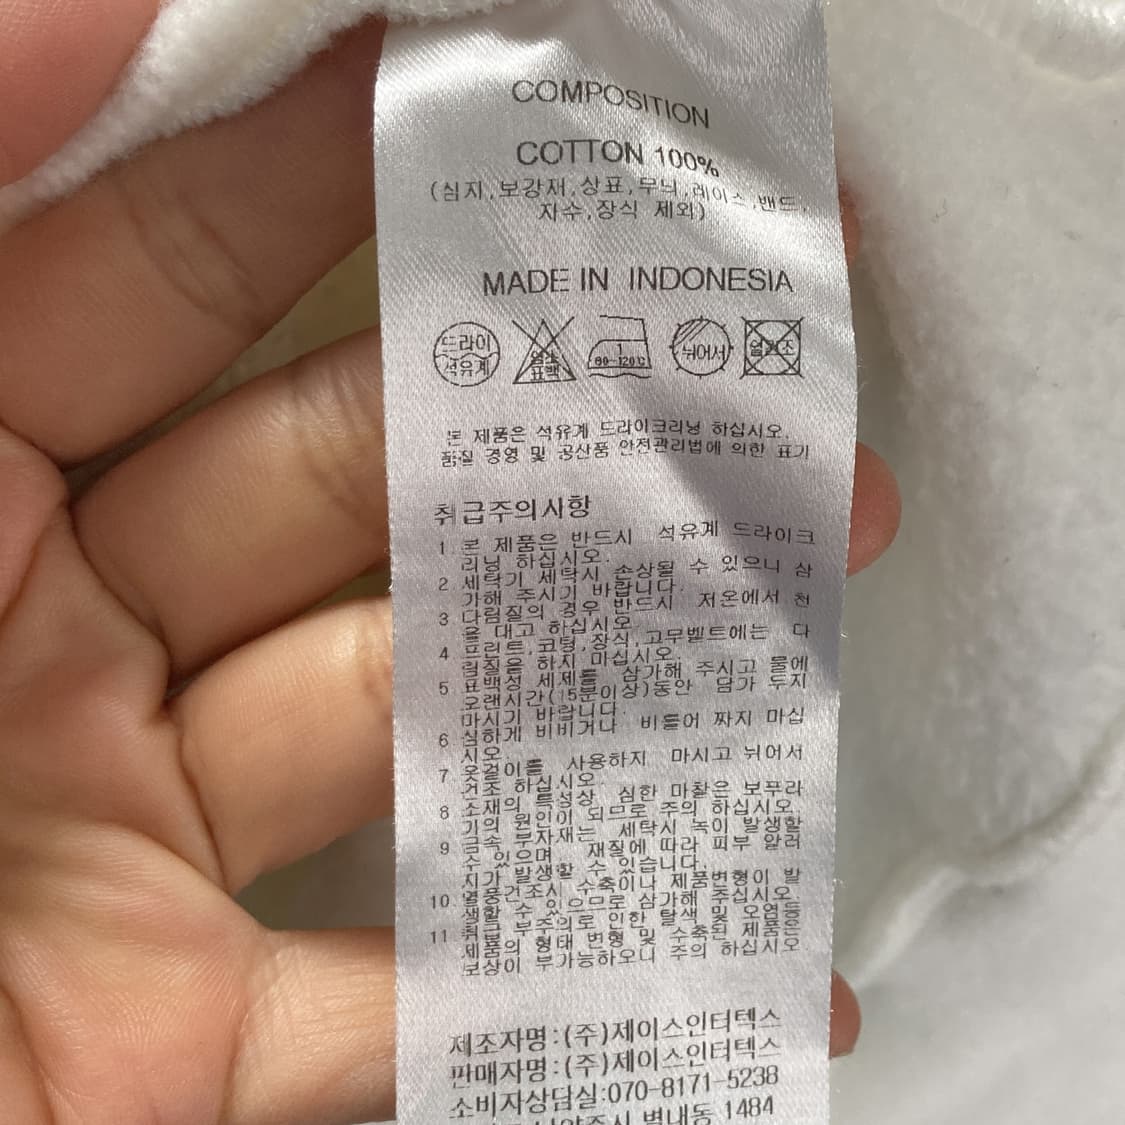 COMPOSITION
COTTON 100%
(심지,보강재,상표,무늬,레이스,밴드,
자수,장식 제외)
MADE IN INDONESIA
드라이
석유계
염소
표백
1
80~120℃
뉘어서
열건조
본 제품은 석유계 드라이크리닝 하십시오.
품질 경영 및 공산품 안전관리법에 의한 표기
취급주의사항
1 본 제품은 반드시 석유계 드라이크
리닝 하십시오.
2 세탁기 세탁시 손상될 수 있으니 삼
가해 주시기 바랍니다.
3 다림질의 경우 반드시 저온에서 천
을 대고 하십시오.
4 프린트,코팅,장식,고무벨트에는 다
림질을 하지 마십시오.
5 표백성 세제를 삼가해 주시고 물에
오랜시간(15분이상)동안 담가 두지
마시기 바랍니다.
6 심하게 비비거나 비틀어 짜지 마십
시오.
7 옷걸이를 사용하지 마시고 뉘어서
건조 하십시오.
8 소재의 특성상 심한 마찰은 보푸라
기의 원인이 되므로 주의 하십시오.
9 금속 부자재는 세탁시 녹이 발생할
수 있으며 재질에 따라 피부 알러
지가 발생할 수 있습니다.
10 열풍건조시 수축이나 제품변형이 발
생할 수 있으므로 삼가해 주십시오.
11 취급 부주의로 인한 탈색 및 오염등
제품의 형태 변형 및 수축된 제품은
보상이 부가능하오니 주의 하십시오
제조자명:(주)제이스인터텍스
판매자명:(주)제이스인터텍스
소비자상담실:070-8171-5238
별내동 1484